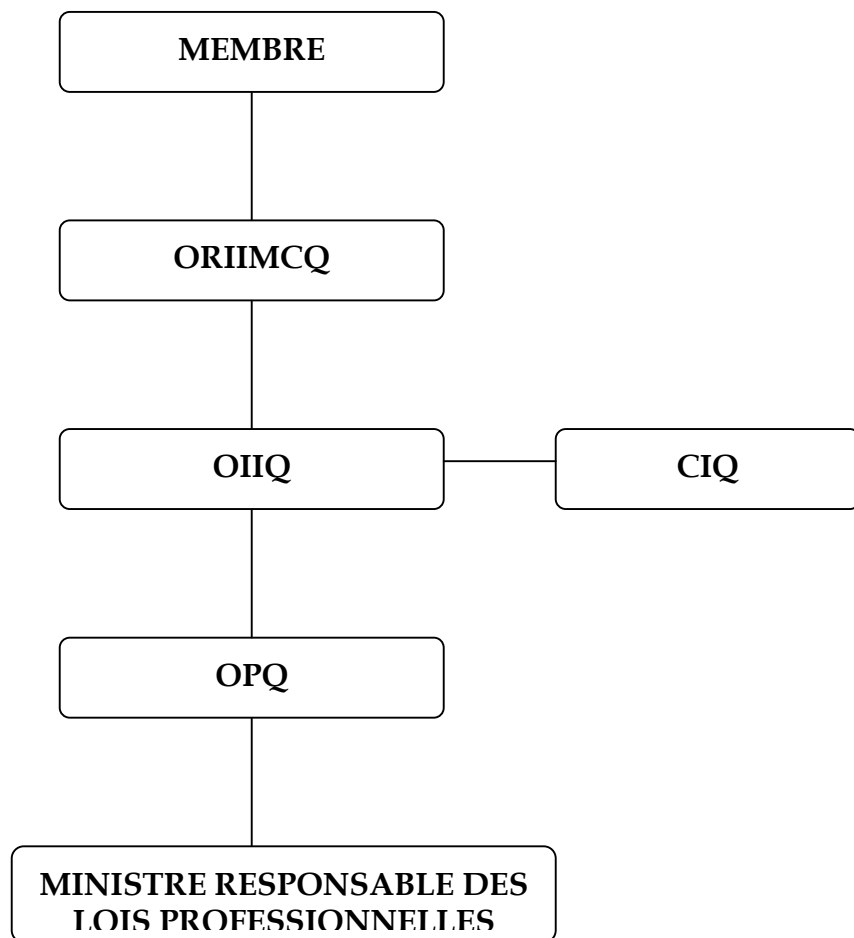 MEMBRE
ORIIMCQ
OIIQ
CIQ
OPQ
MINISTRE RESPONSABLE DES
LOIS PROFESSIONNELLES